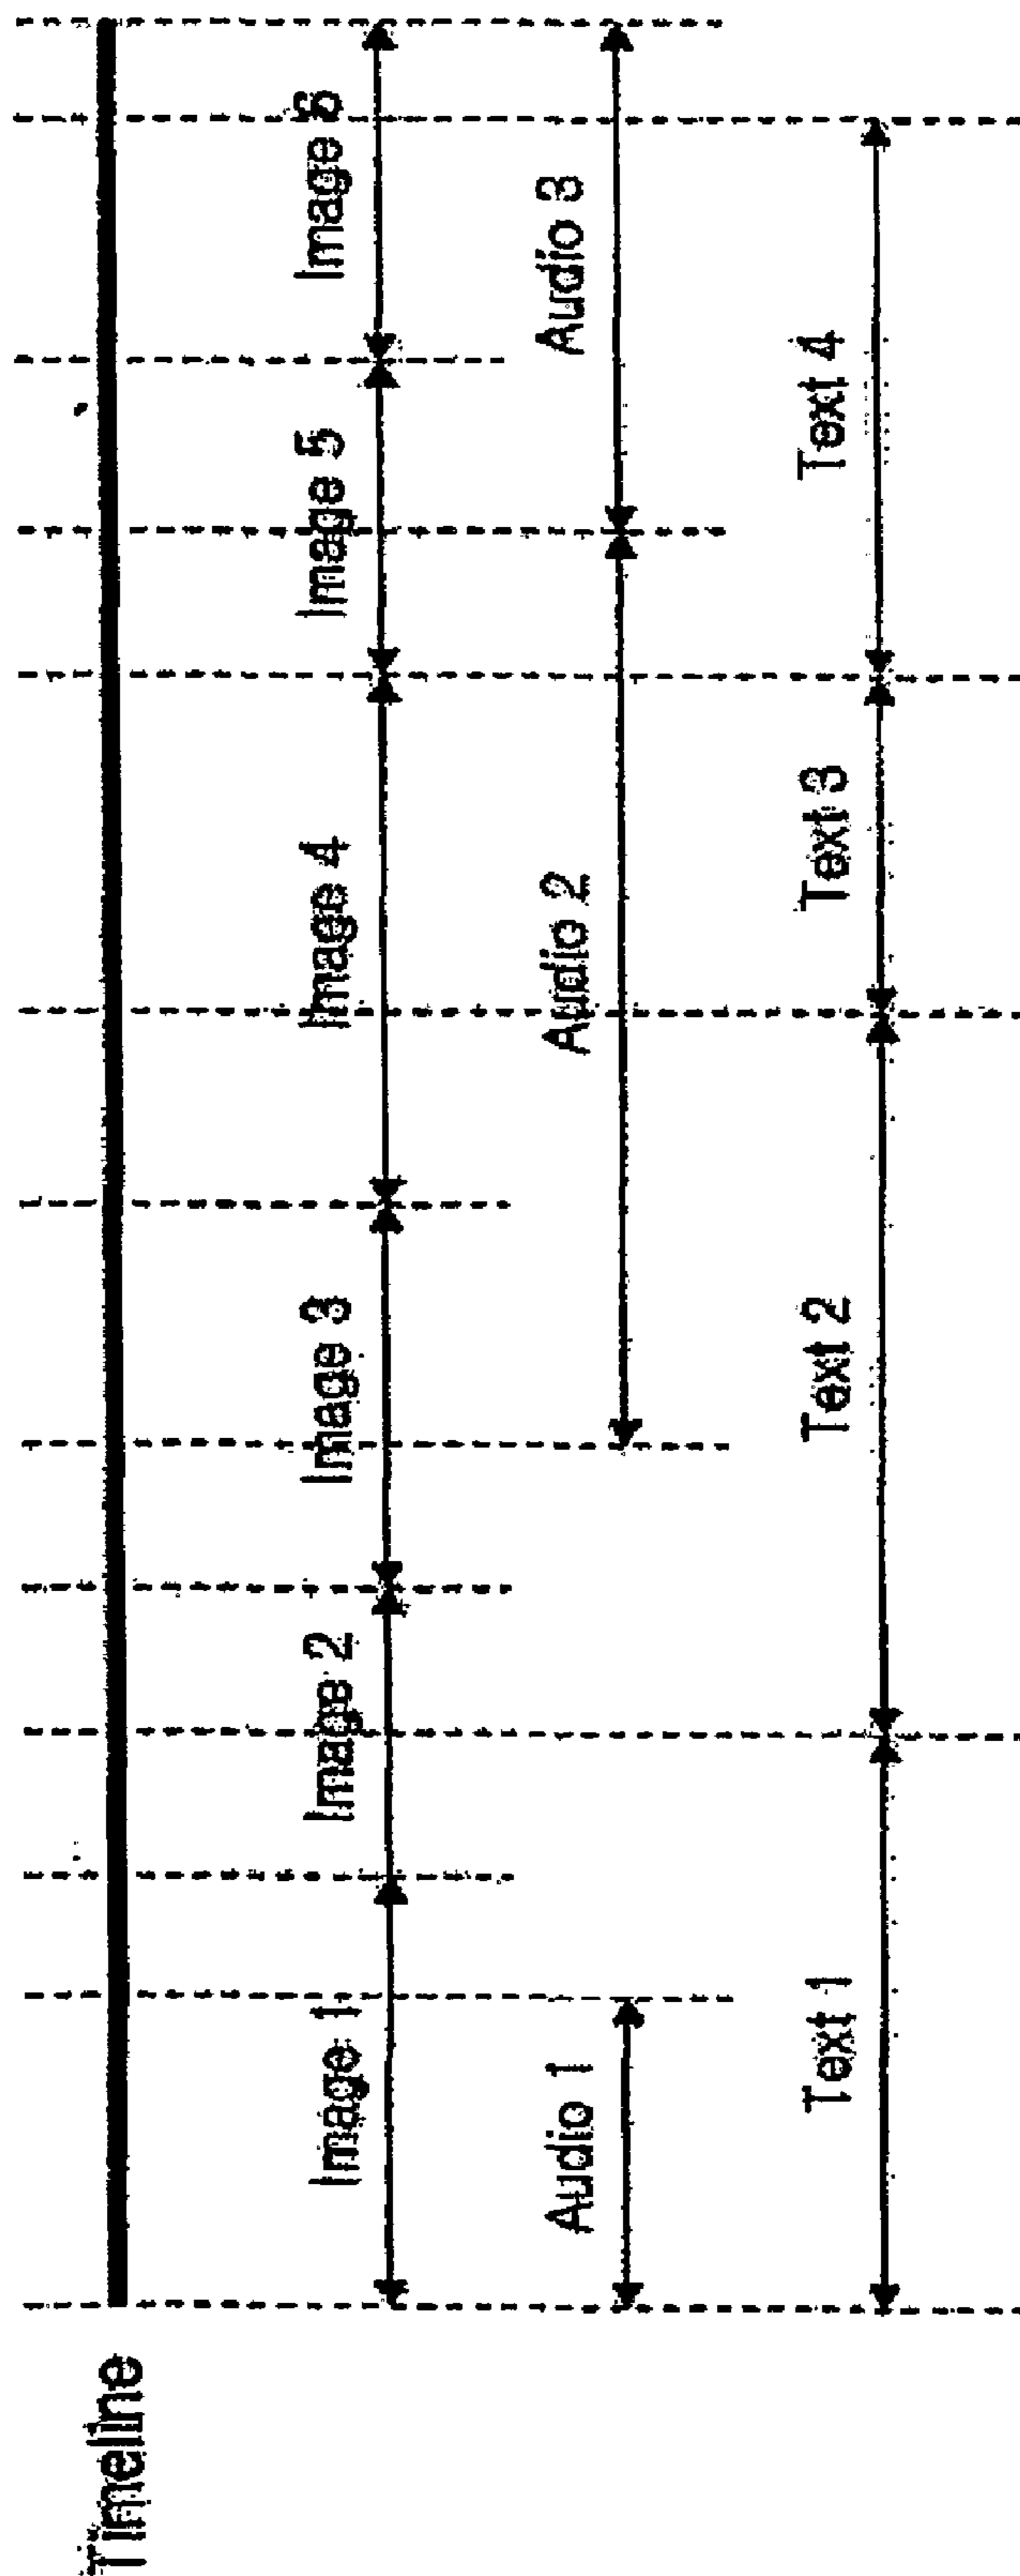 Timeline
Image 1
Image 2
Image 3
Image 4
Image 5
Image 6
Audio 1
Audio 2
Audio 3
Text 1
Text 2
Text 3
Text 4